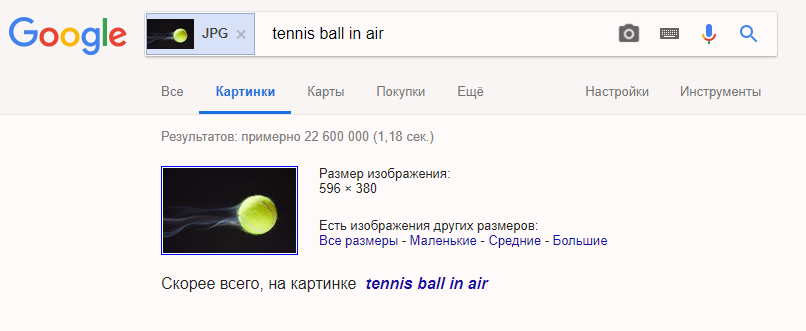 Google JPG × tennis ball in air
Все Картинки Карты Покупки Ещё Настройки Инструменты
Результатов: примерно 22 600 000 (1,18 сек.)
Размер изображения:
596 × 380
Есть изображения других размеров:
Все размеры - Маленькие - Средние - Большие
Скорее всего, на картинке tennis ball in air